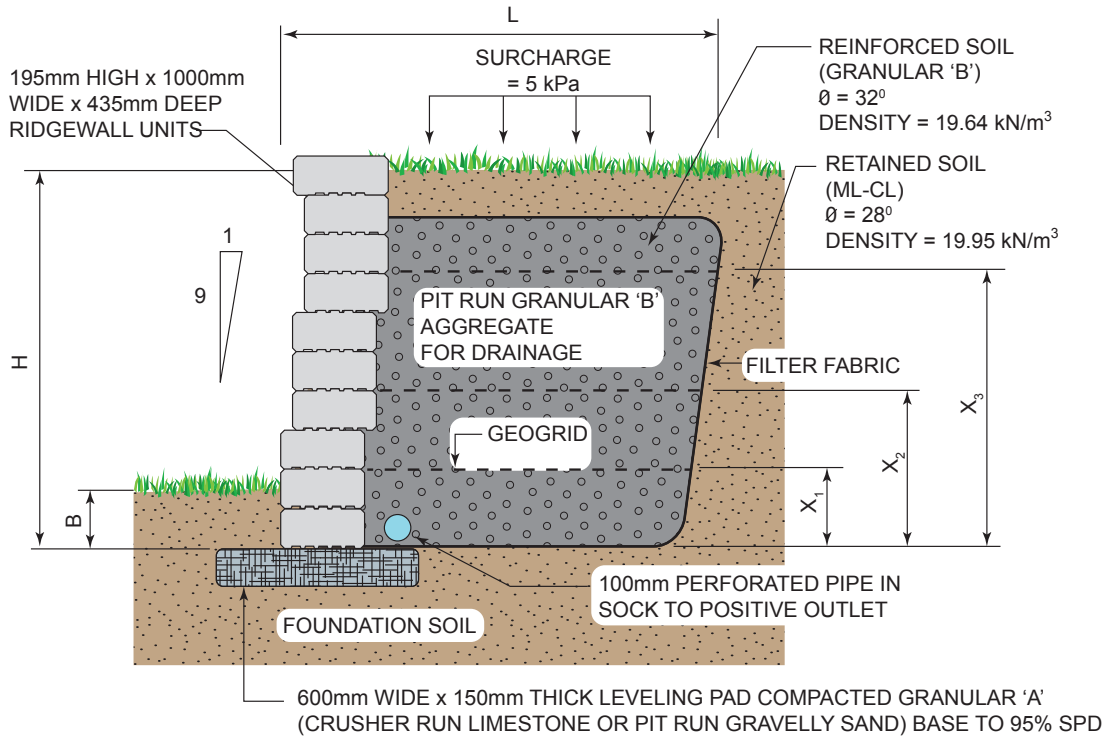 L
SURCHARGE
= 5 kPa
195mm HIGH x 1000mm
WIDE x 435mm DEEP
RIDGEWALL UNITS
REINFORCED SOIL
(GRANULAR ‘B’)
Ø = 32⁰
DENSITY = 19.64 kN/m³
RETAINED SOIL
(ML-CL)
Ø = 28⁰
DENSITY = 19.95 kN/m³
1
9
H
PIT RUN GRANULAR ‘B’
AGGREGATE
FOR DRAINAGE
FILTER FABRIC
GEOGRID
X₃
X₂
X₁
B
100mm PERFORATED PIPE IN
SOCK TO POSITIVE OUTLET
FOUNDATION SOIL
600mm WIDE x 150mm THICK LEVELING PAD COMPACTED GRANULAR ‘A’
(CRUSHER RUN LIMESTONE OR PIT RUN GRAVELLY SAND) BASE TO 95% SPD